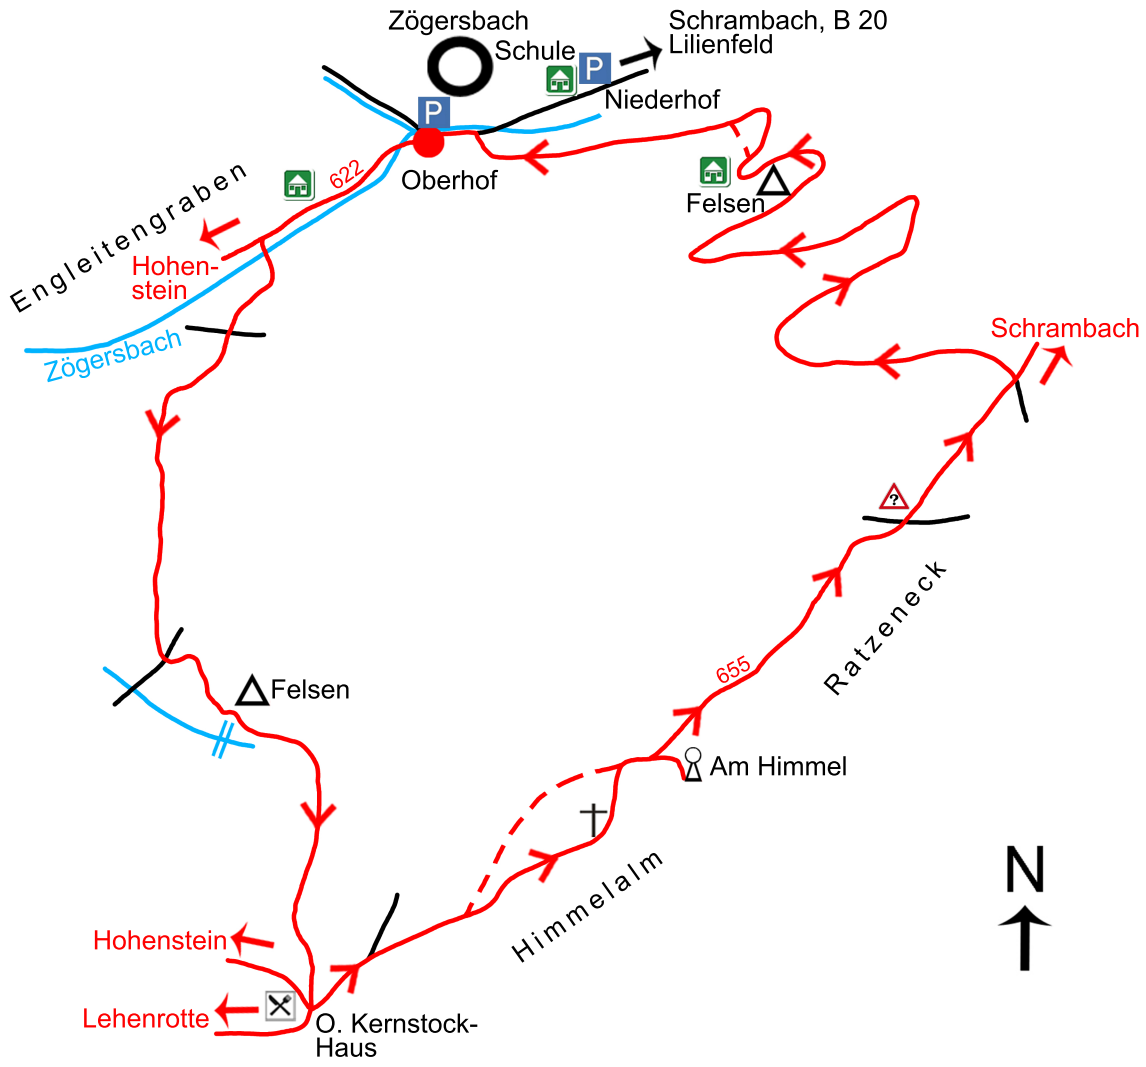 Zögersbach
Schule
Schrambach, B 20
Lilienfeld
P
P
Niederhof
Oberhof
622
Felsen
Engleitengraben
Hohen-
stein
Zögersbach
Schrambach
?
Ratzeneck
655
Felsen
Am Himmel
Himmelalm
N
Hohenstein
Lehenrotte
O. Kernstock-
Haus